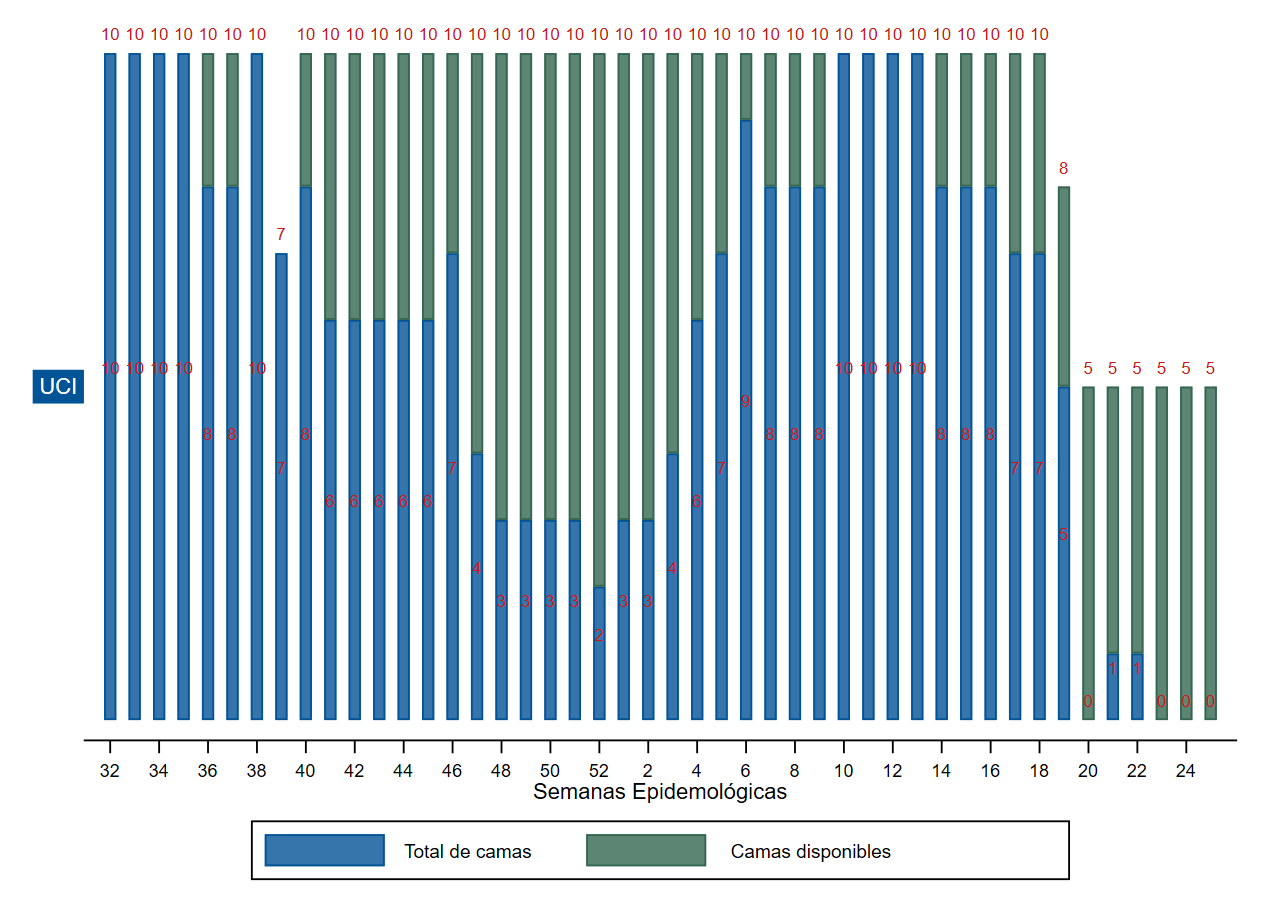 10 10 10 10 10 10 10 10 10 10 10 10 10 10 10 10 10 10 10 10 10 10 10 10 10 10 10 10 10 10 10 10 10 10 10 10 10 10
8
7
10 10 10 10 10 10 10 10 10 5 5 5 5 5 5
UCI
9
8 8 8 8 8 8 8 8 8
7 7 7 7 7
6 6 6 6 6 6
5
4 4
3 3 3 3 3 3
2
1 1
0 0 0 0
32 34 36 38 40 42 44 46 48 50 52 2 4 6 8 10 12 14 16 18 20 22 24
Semanas Epidemológicas
Total de camas Camas disponibles